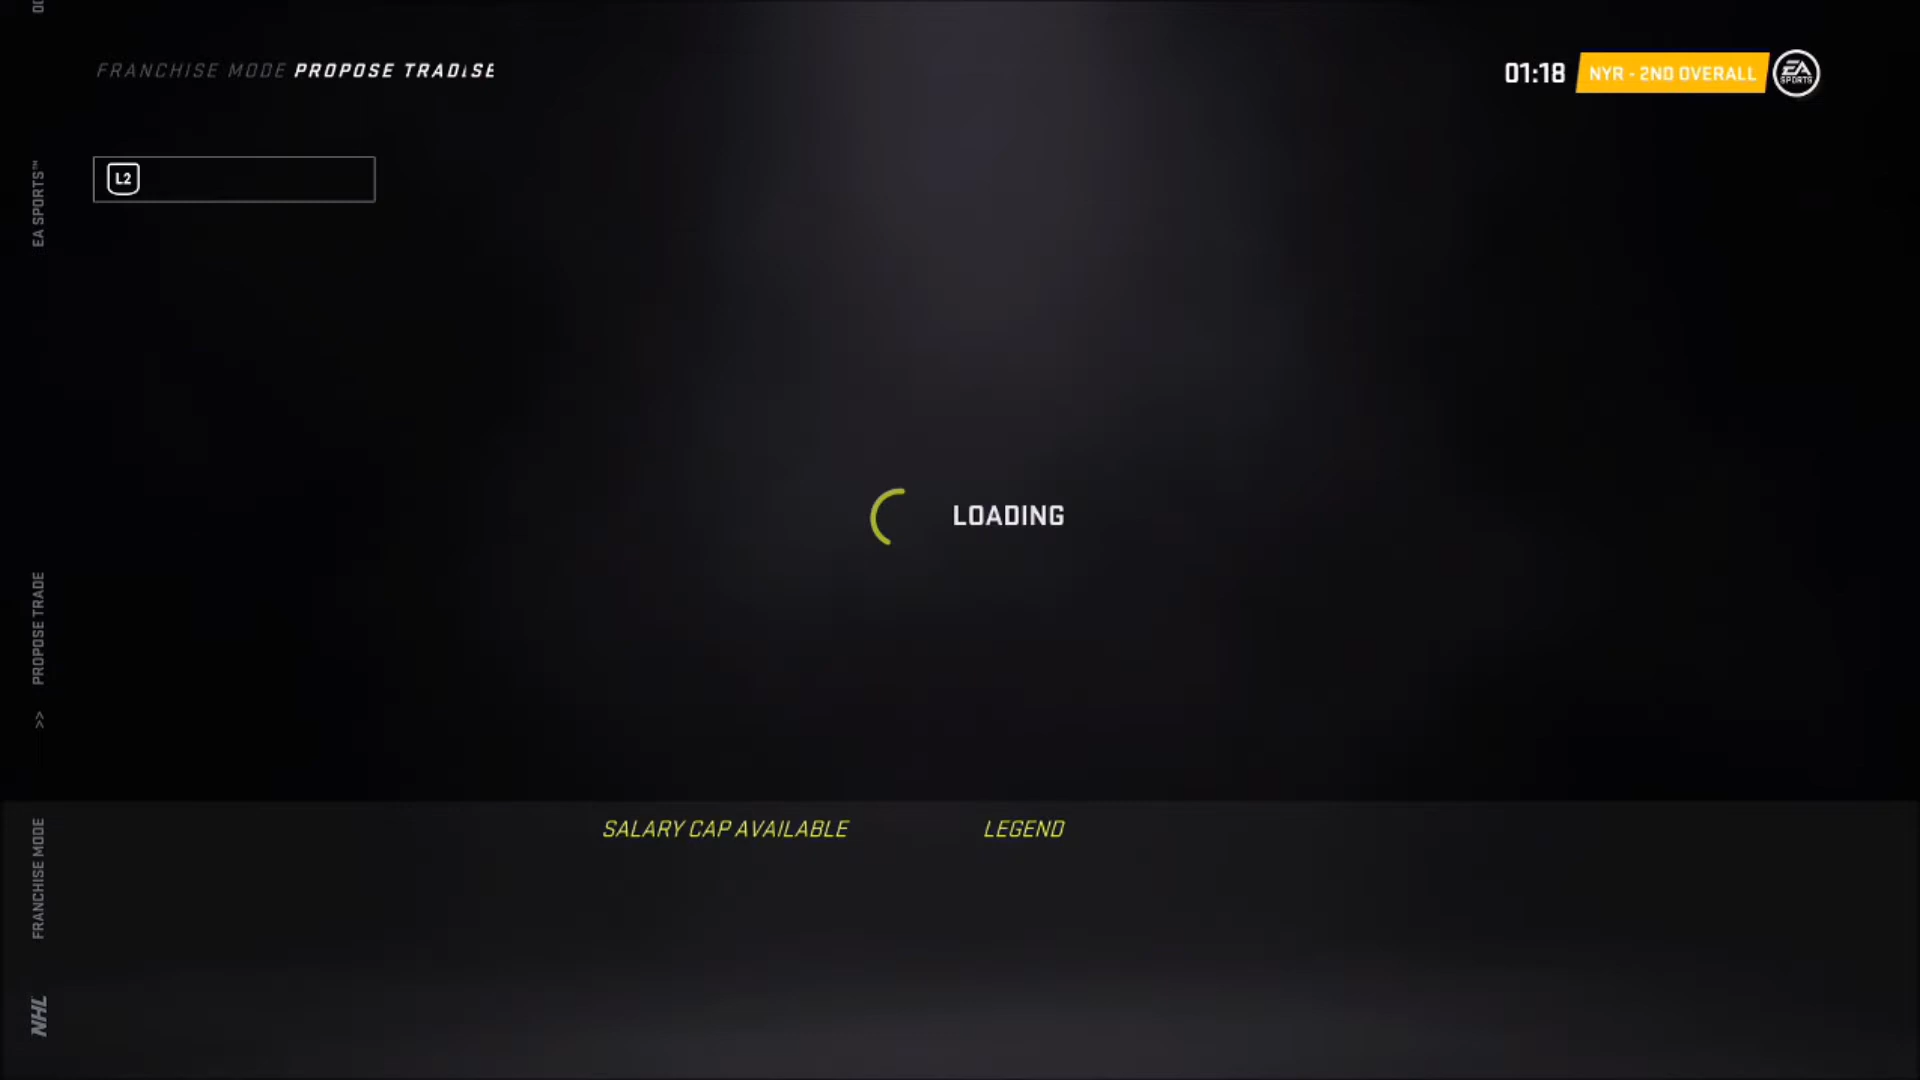 FRANCHISE MODE PROPOSE TRADISE
01:18 NYR - 2ND OVERALL EA SPORTS
L2
EA SPORTS™
LOADING
PROPOSE TRADE
>>
SALARY CAP AVAILABLE LEGEND
FRANCHISE MODE
NHL